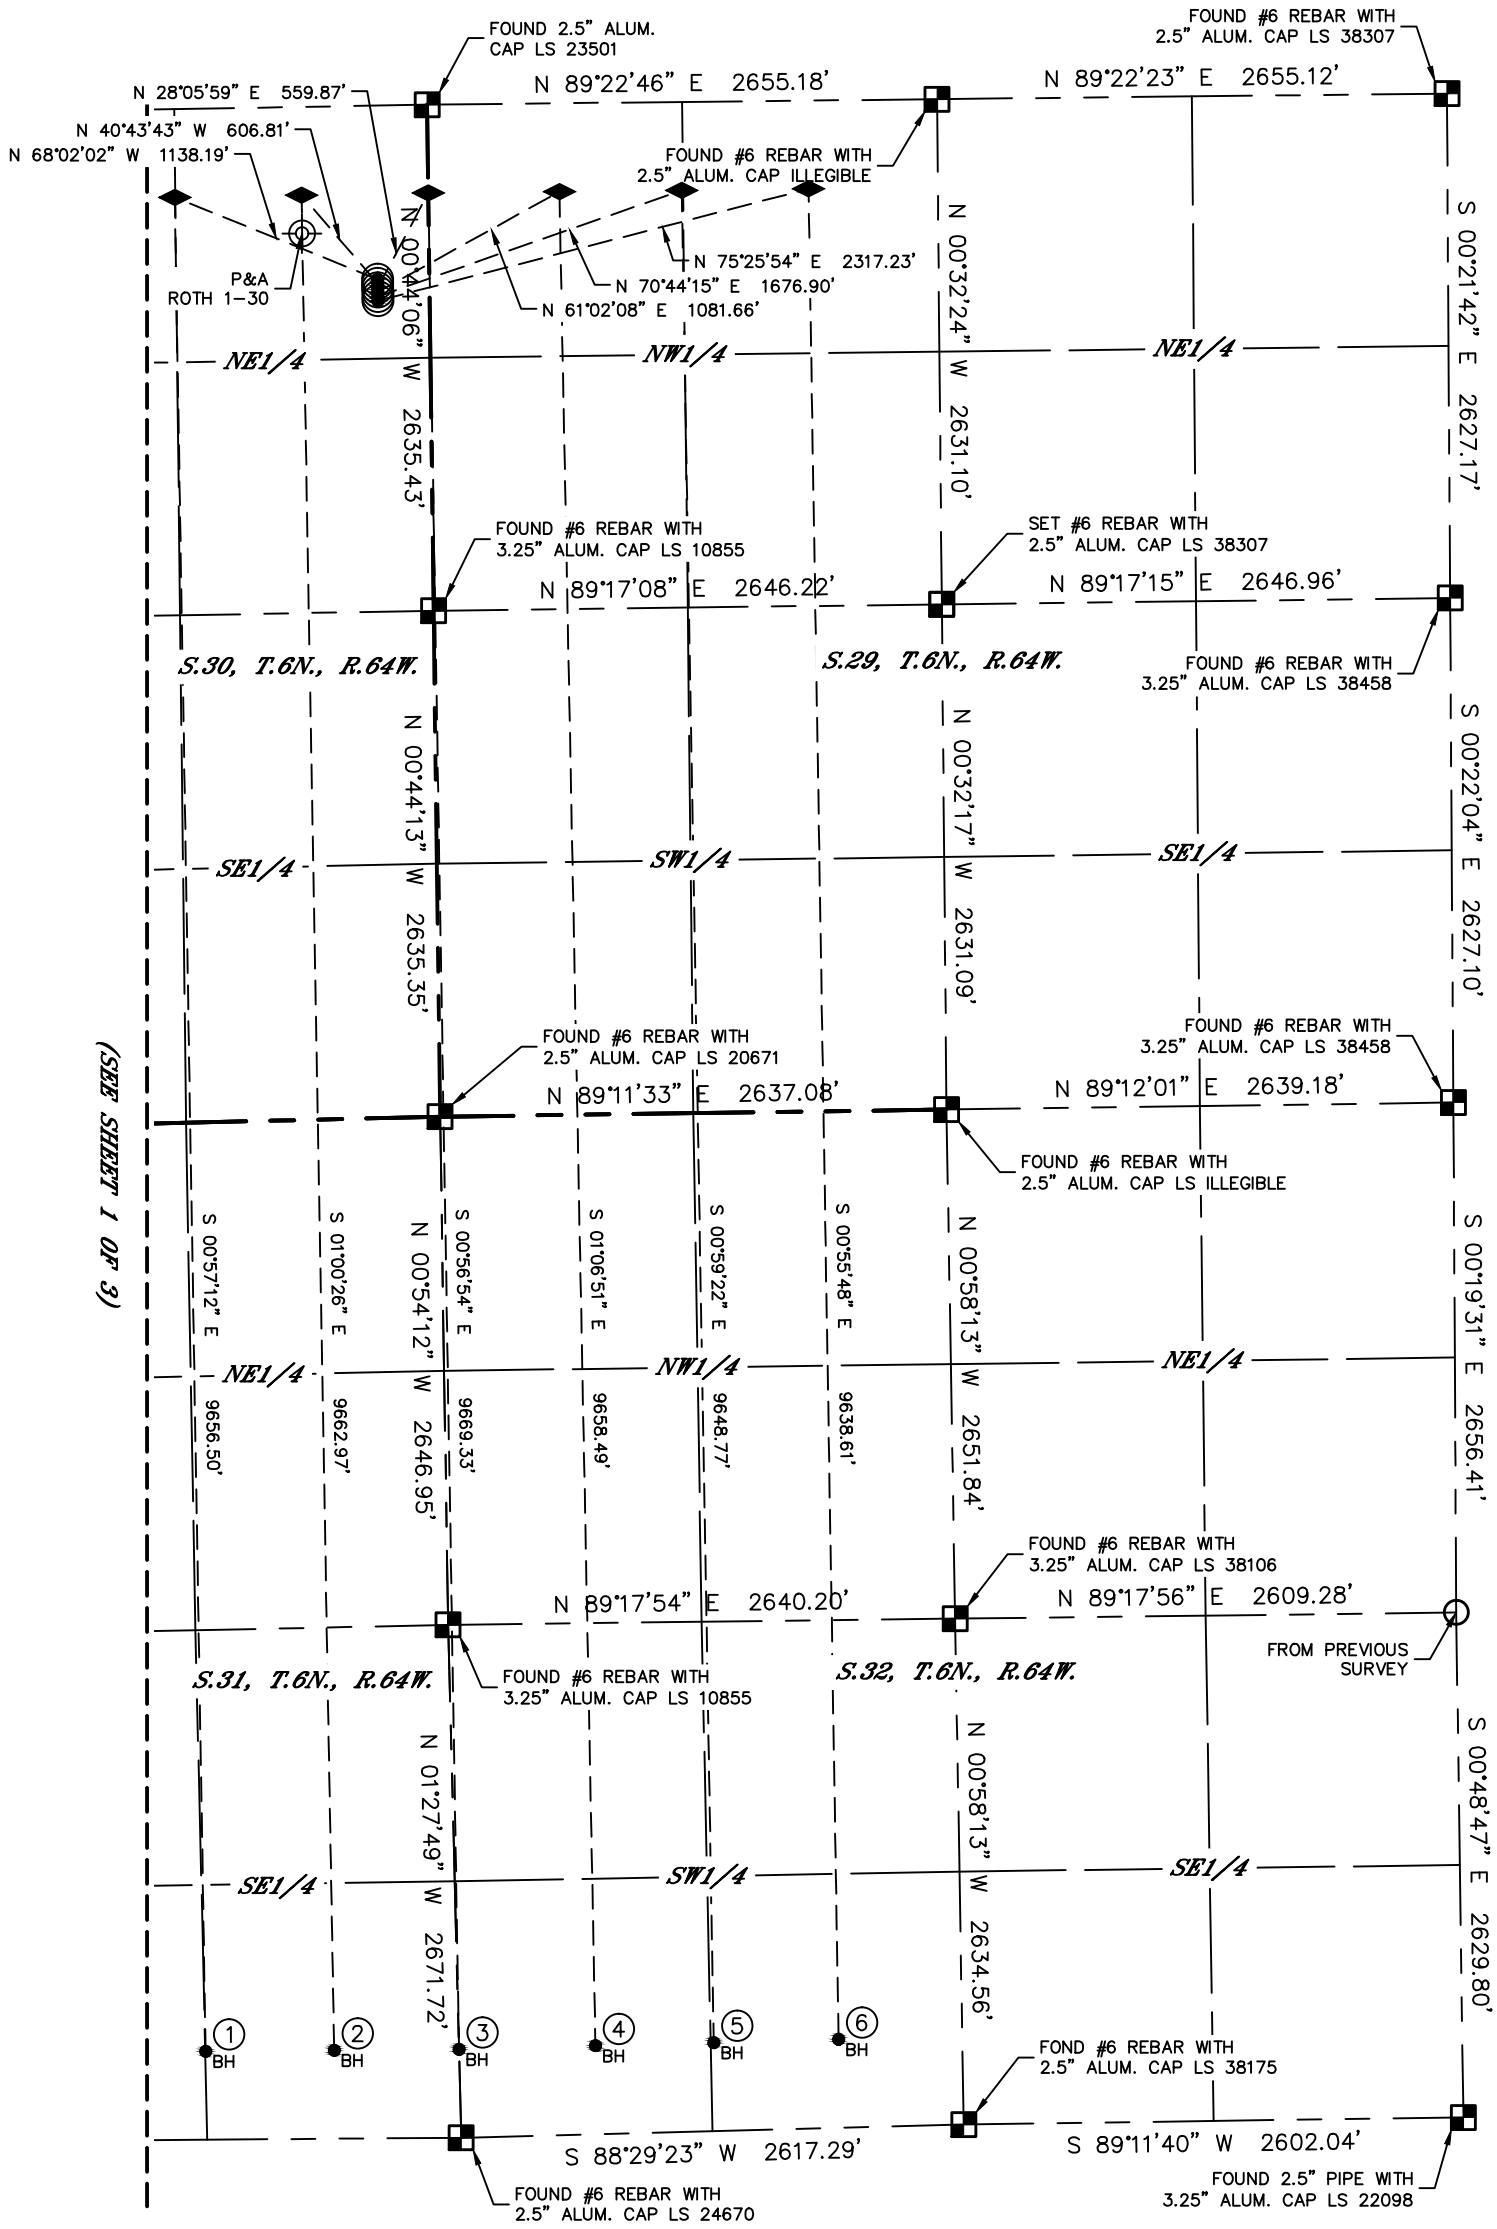 FOUND 2.5” ALUM.
CAP LS 23501
FOUND #6 REBAR WITH
2.5” ALUM. CAP LS 38307
N 89°22'46” E 2655.18'
N 89°22'23” E 2655.12'
N 28°05'59” E 559.87'
N 40°43'43” W 606.81'
N 68°02'02” W 1138.19'
FOUND #6 REBAR WITH
2.5” ALUM. CAP ILLEGIBLE
N 00°44'06” W 2635.43'
N 00°32'24” W 2631.10'
S 00°21'42” E 2627.17'
P&A
ROTH 1-30
N 75°25'54” E 2317.23'
N 70°44'15” E 1676.90'
N 61°02'08” E 1081.66'
NE1/4
NW1/4
NE1/4
FOUND #6 REBAR WITH
3.25” ALUM. CAP LS 10855
SET #6 REBAR WITH
2.5” ALUM. CAP LS 38307
N 89°17'08” E 2646.22'
N 89°17'15” E 2646.96'
S.30, T.6N., R.64W.
S.29, T.6N., R.64W.
FOUND #6 REBAR WITH
3.25” ALUM. CAP LS 38458
N 00°44'13” W 2635.35'
N 00°32'17” W 2631.09'
S 00°22'04” E 2627.10'
SE1/4
SW1/4
SE1/4
FOUND #6 REBAR WITH
2.5” ALUM. CAP LS 20671
FOUND #6 REBAR WITH
3.25” ALUM. CAP LS 38458
N 89°11'33” E 2637.08'
N 89°12'01” E 2639.18'
(SEE SHEET 1 OF 3)
FOUND #6 REBAR WITH
2.5” ALUM. CAP LS ILLEGIBLE
S 00°57'12” E 9656.50'
S 01°00'26” E 9662.97'
N 00°54'12” W 2646.95'
S 00°56'54” E 9669.33'
S 01°06'51” E 9658.49'
S 00°59'22” E 9648.77'
S 00°55'48” E 9638.61'
N 00°58'13” W 2651.84'
S 00°19'31” E 2656.41'
NE1/4
NW1/4
NE1/4
FOUND #6 REBAR WITH
3.25” ALUM. CAP LS 38106
N 89°17'54” E 2640.20'
N 89°17'56” E 2609.28'
FROM PREVIOUS
SURVEY
S.31, T.6N., R.64W.
FOUND #6 REBAR WITH
3.25” ALUM. CAP LS 10855
S.32, T.6N., R.64W.
N 01°27'49” W 2671.72'
N 00°58'13” W 2634.56'
S 00°48'47” E 2629.80'
SE1/4
SW1/4
SE1/4
1
BH
2
BH
3
BH
4
BH
5
BH
6
BH
FOND #6 REBAR WITH
2.5” ALUM. CAP LS 38175
S 88°29'23” W 2617.29'
S 89°11'40” W 2602.04'
FOUND #6 REBAR WITH
2.5” ALUM. CAP LS 24670
FOUND 2.5” PIPE WITH
3.25” ALUM. CAP LS 22098